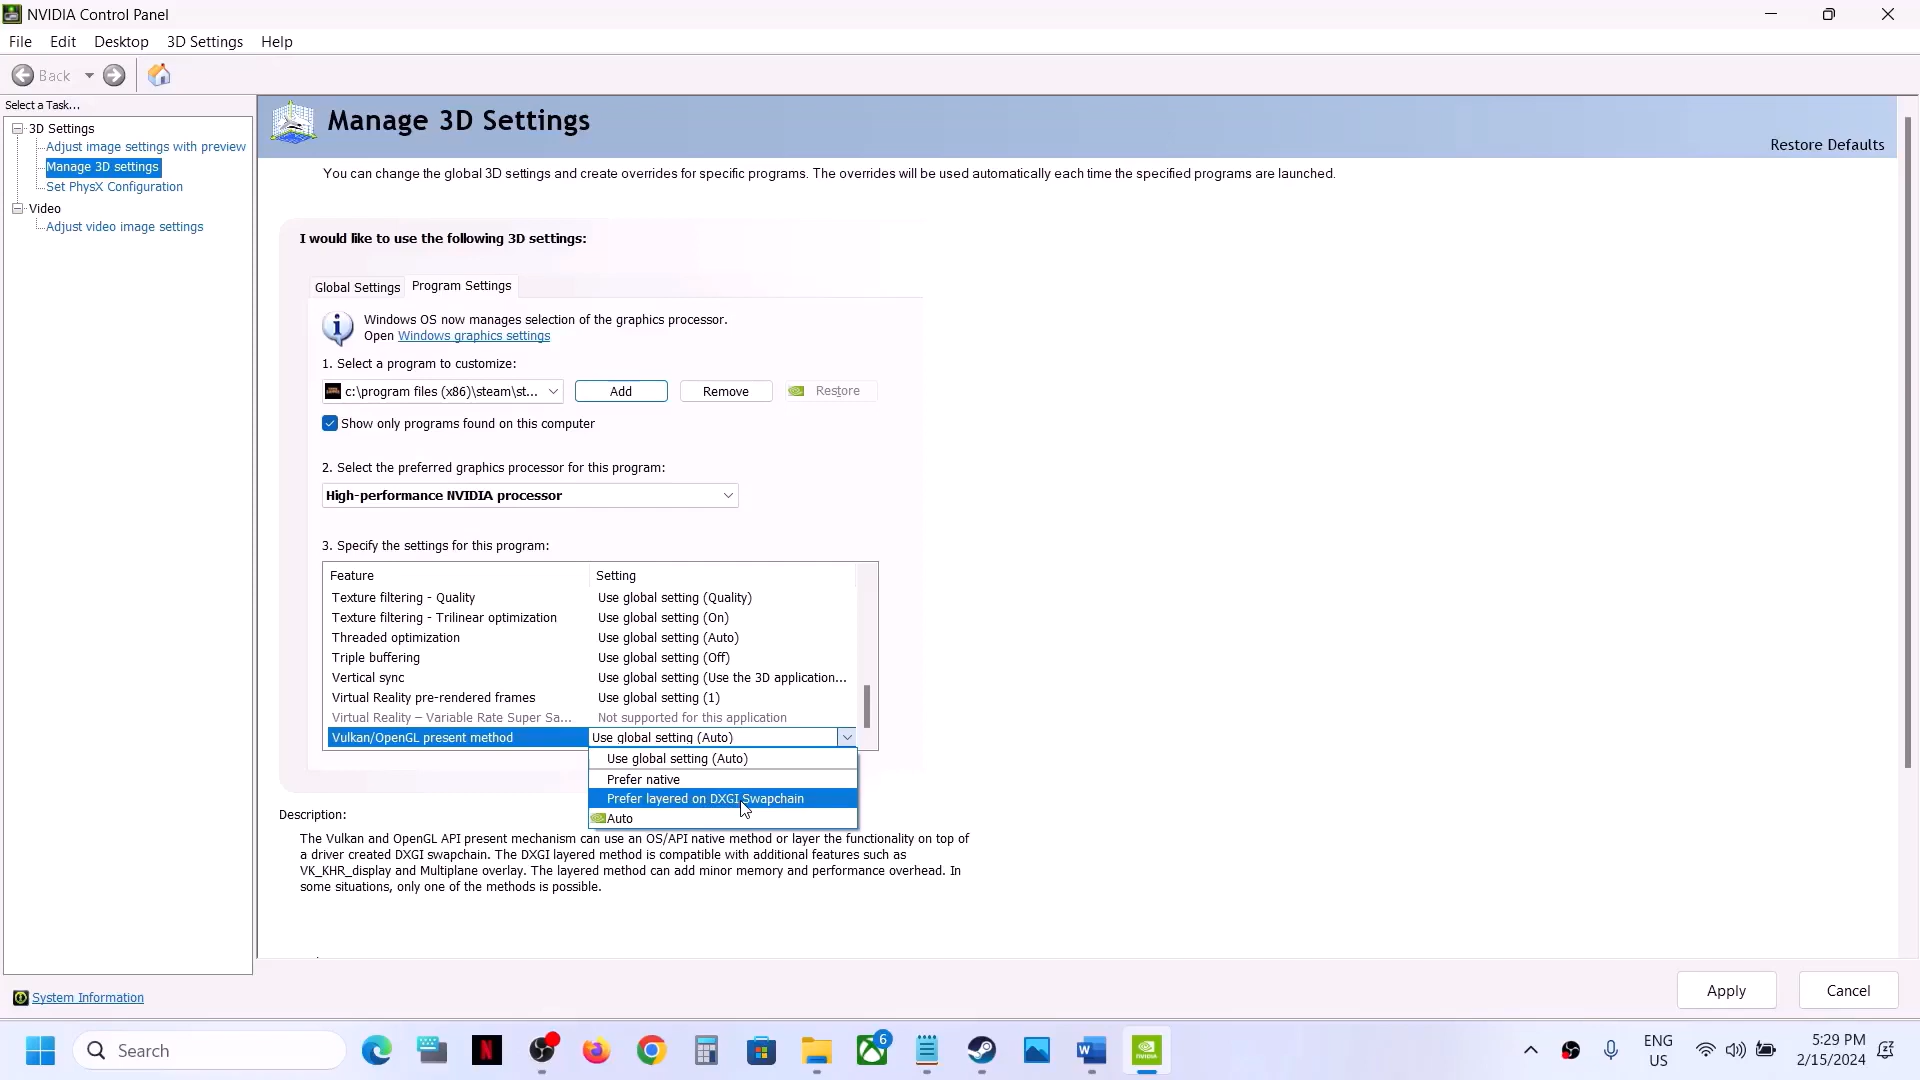 NVIDIA Control Panel
File Edit Desktop 3D Settings Help
Back
Select a Task...
3D Settings
Adjust image settings with preview
Manage 3D settings
Set PhysX Configuration
Video
Adjust video image settings
System Information
Manage 3D Settings
Restore Defaults
You can change the global 3D settings and create overrides for specific programs. The overrides will be used automatically each time the specified programs are launched.
I would like to use the following 3D settings:
Global Settings Program Settings
Windows OS now manages selection of the graphics processor.
Open Windows graphics settings
1. Select a program to customize:
c:\program files (x86)\steam\st... Add Remove Restore
Show only programs found on this computer
2. Select the preferred graphics processor for this program:
High-performance NVIDIA processor
3. Specify the settings for this program:
Feature Setting
Texture filtering - Quality Use global setting (Quality)
Texture filtering - Trilinear optimization Use global setting (On)
Threaded optimization Use global setting (Auto)
Triple buffering Use global setting (Off)
Vertical sync Use global setting (Use the 3D application...
Virtual Reality pre-rendered frames Use global setting (1)
Virtual Reality – Variable Rate Super Sa... Not supported for this application
Vulkan/OpenGL present method Use global setting (Auto)
Use global setting (Auto)
Prefer native
Prefer layered on DXGI Swapchain
Auto
Description:
The Vulkan and OpenGL API present mechanism can use an OS/API native method or layer the functionality on top of
a driver created DXGI swapchain. The DXGI layered method is compatible with additional features such as
VK_KHR_display and Multiplane overlay. The layered method can add minor memory and performance overhead. In
some situations, only one of the methods is possible.
Apply Cancel
Search
6
ENG
US
5:29 PM
2/15/2024